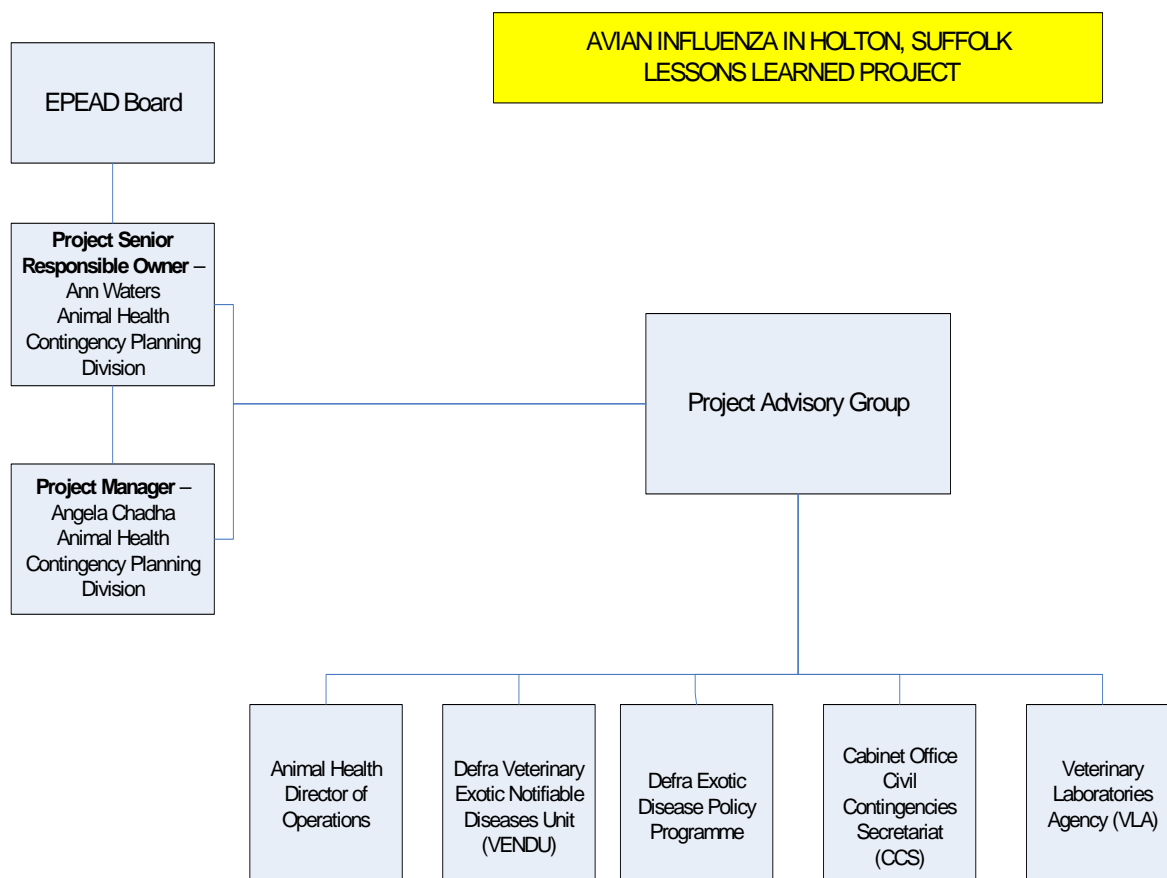 AVIAN INFLUENZA IN HOLTON, SUFFOLK
LESSONS LEARNED PROJECT
EPEAD Board
Project Senior
Responsible Owner –
Ann Waters
Animal Health
Contingency Planning
Division
Project Advisory Group
Project Manager –
Angela Chadha
Animal Health
Contingency Planning
Division
Animal Health
Director of
Operations
Defra Veterinary
Exotic Notifiable
Diseases Unit
(VENDU)
Defra Exotic
Disease Policy
Programme
Cabinet Office
Civil
Contingencies
Secretariat
(CCS)
Veterinary
Laboratories
Agency (VLA)